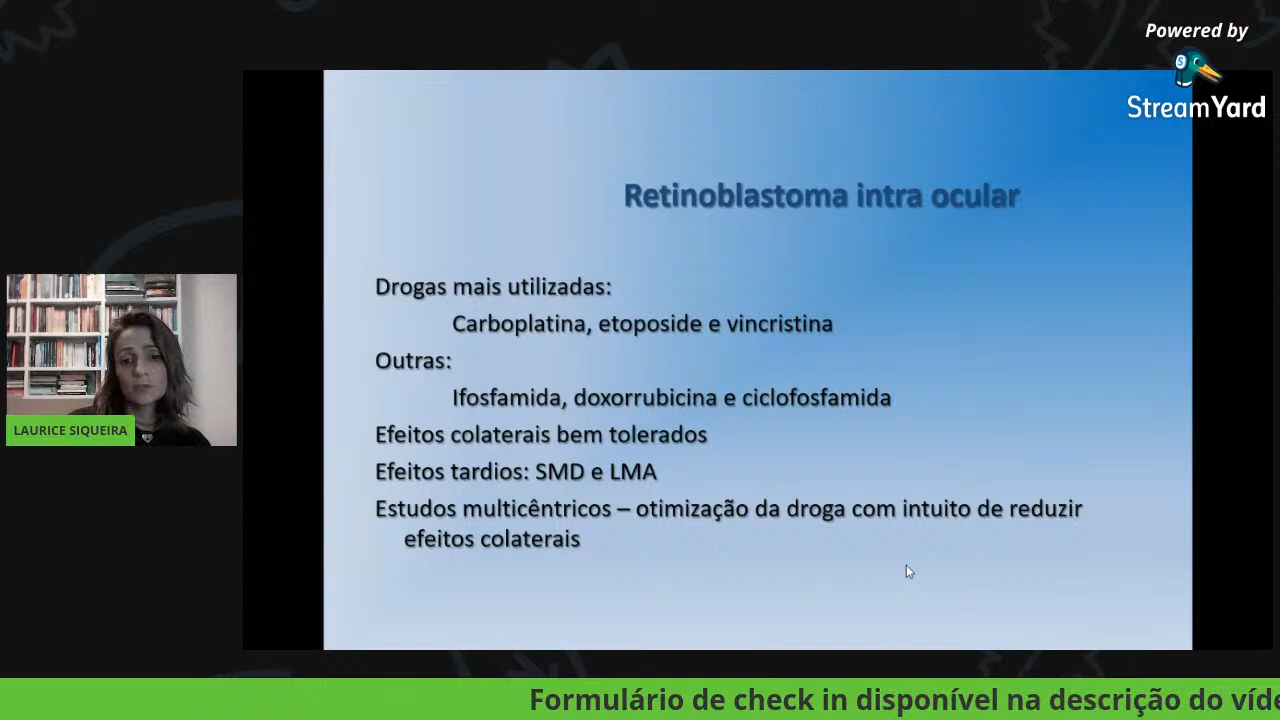 Powered by
StreamYard
Retinoblastoma intra ocular
Drogas mais utilizadas:
Carboplatina, etoposide e vincristina
Outras:
Ifosfamida, doxorrubicina e ciclofosfamida
Efeitos colaterais bem tolerados
Efeitos tardios: SMD e LMA
Estudos multicêntricos – otimização da droga com intuito de reduzir
efeitos colaterais
LAURICE SIQUEIRA
Formulário de check in disponível na descrição do